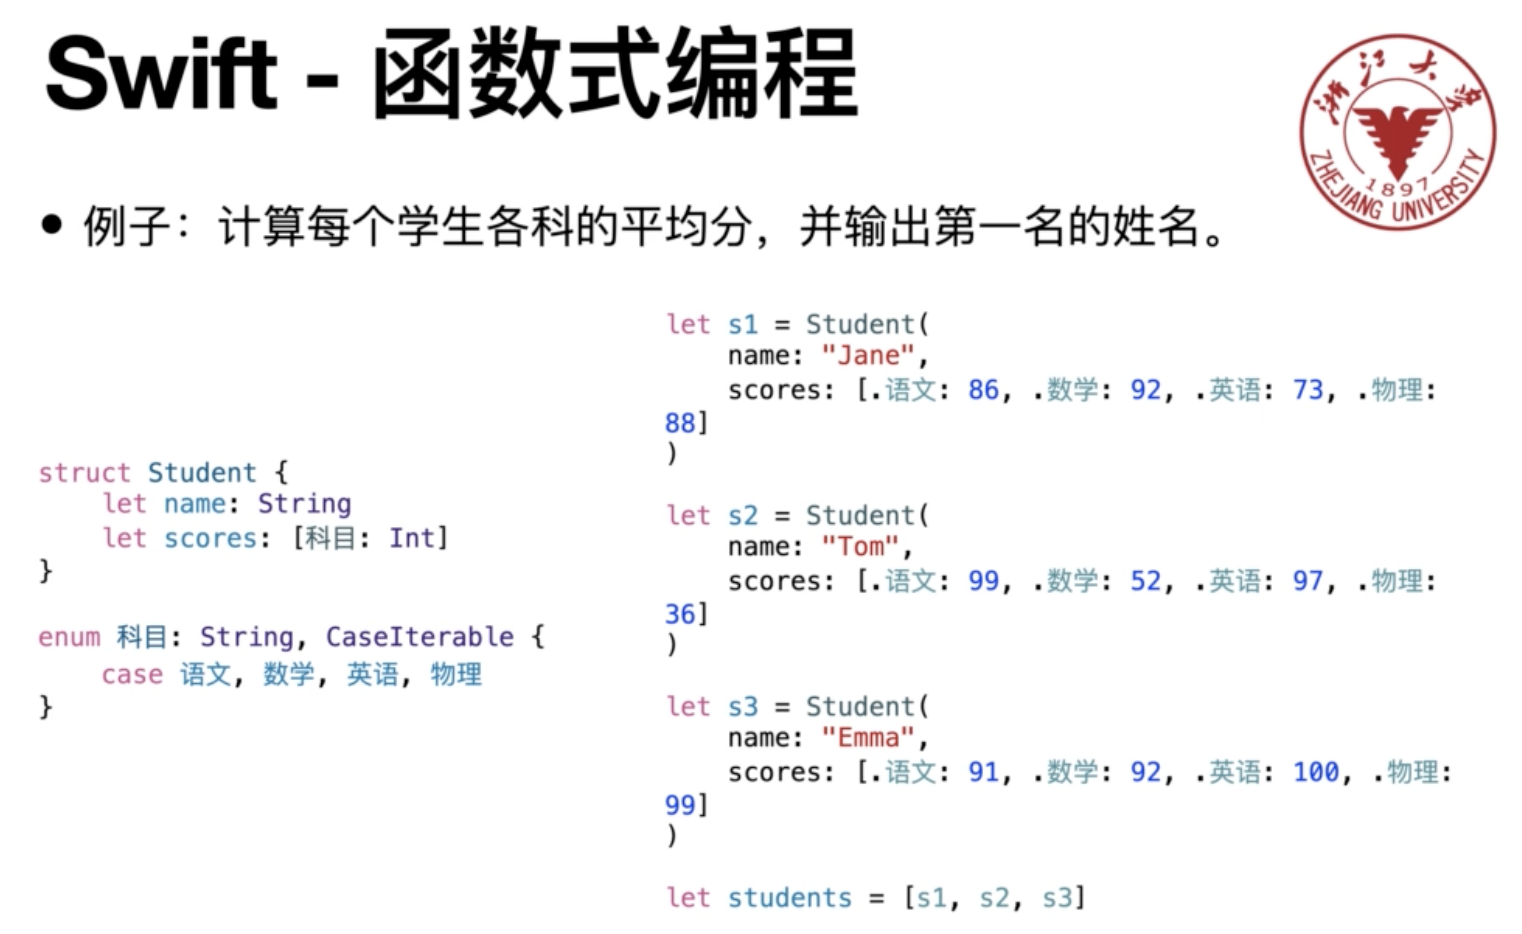 Swift - 函数式编程
浙江大学
ZHEJIANG UNIVERSITY
1897
• 例子：计算每个学生各科的平均分，并输出第一名的姓名。
struct Student {
    let name: String
    let scores: [科目: Int]
}
enum 科目: String, CaseIterable {
    case 语文, 数学, 英语, 物理
}
let s1 = Student(
    name: "Jane",
    scores: [.语文: 86, .数学: 92, .英语: 73, .物理:
88]
)
let s2 = Student(
    name: "Tom",
    scores: [.语文: 99, .数学: 52, .英语: 97, .物理:
36]
)
let s3 = Student(
    name: "Emma",
    scores: [.语文: 91, .数学: 92, .英语: 100, .物理:
99]
)
let students = [s1, s2, s3]